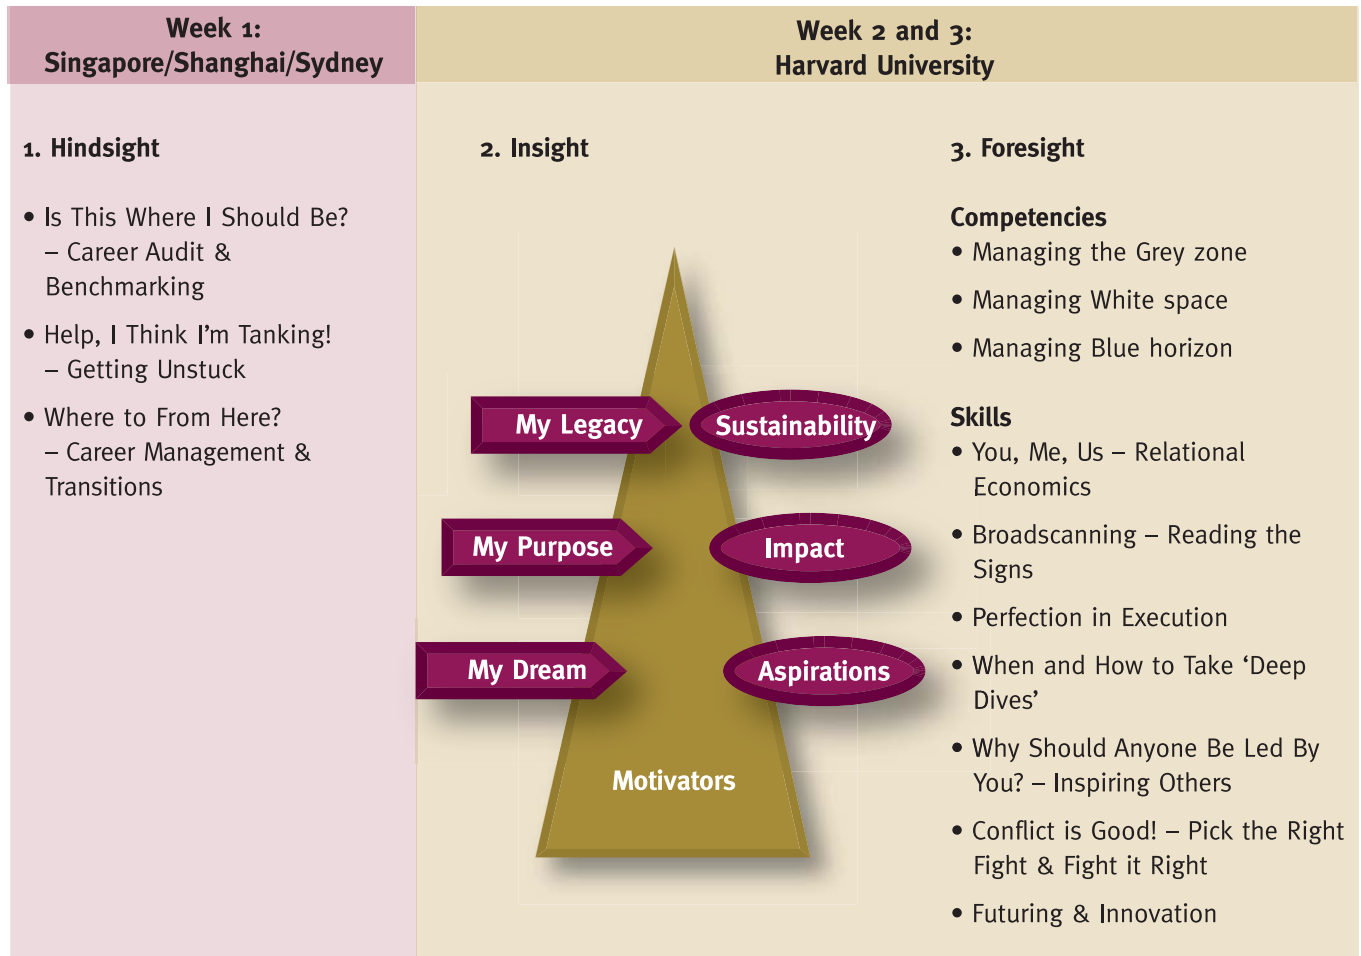 Week 1:
Singapore/Shanghai/Sydney
Week 2 and 3:
Harvard University
1. Hindsight
• Is This Where I Should Be?
– Career Audit &
Benchmarking
• Help, I Think I’m Tanking!
– Getting Unstuck
• Where to From Here?
– Career Management &
Transitions
2. Insight
My Legacy
Sustainability
My Purpose
Impact
My Dream
Aspirations
Motivators
3. Foresight
Competencies
• Managing the Grey zone
• Managing White space
• Managing Blue horizon
Skills
• You, Me, Us – Relational
Economics
• Broadscanning – Reading the
Signs
• Perfection in Execution
• When and How to Take ‘Deep
Dives’
• Why Should Anyone Be Led By
You? – Inspiring Others
• Conflict is Good! – Pick the Right
Fight & Fight it Right
• Futuring & Innovation